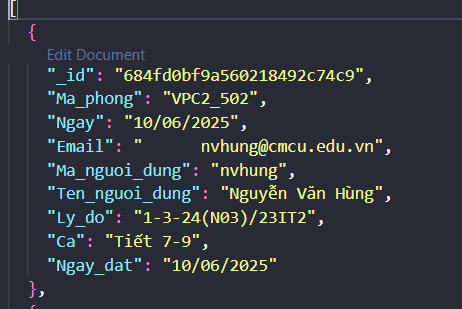 [
{
Edit Document
"_id": "684fd0bf9a560218492c74c9",
"Ma_phong": "VPC2_502",
"Ngay": "10/06/2025",
"Email": "      nvhung@cmcu.edu.vn",
"Ma_nguoi_dung": "nvhung",
"Ten_nguoi_dung": "Nguyễn Văn Hùng",
"Ly_do": "1-3-24(N03)/23IT2",
"Ca": "Tiết 7-9",
"Ngay_dat": "10/06/2025"
},